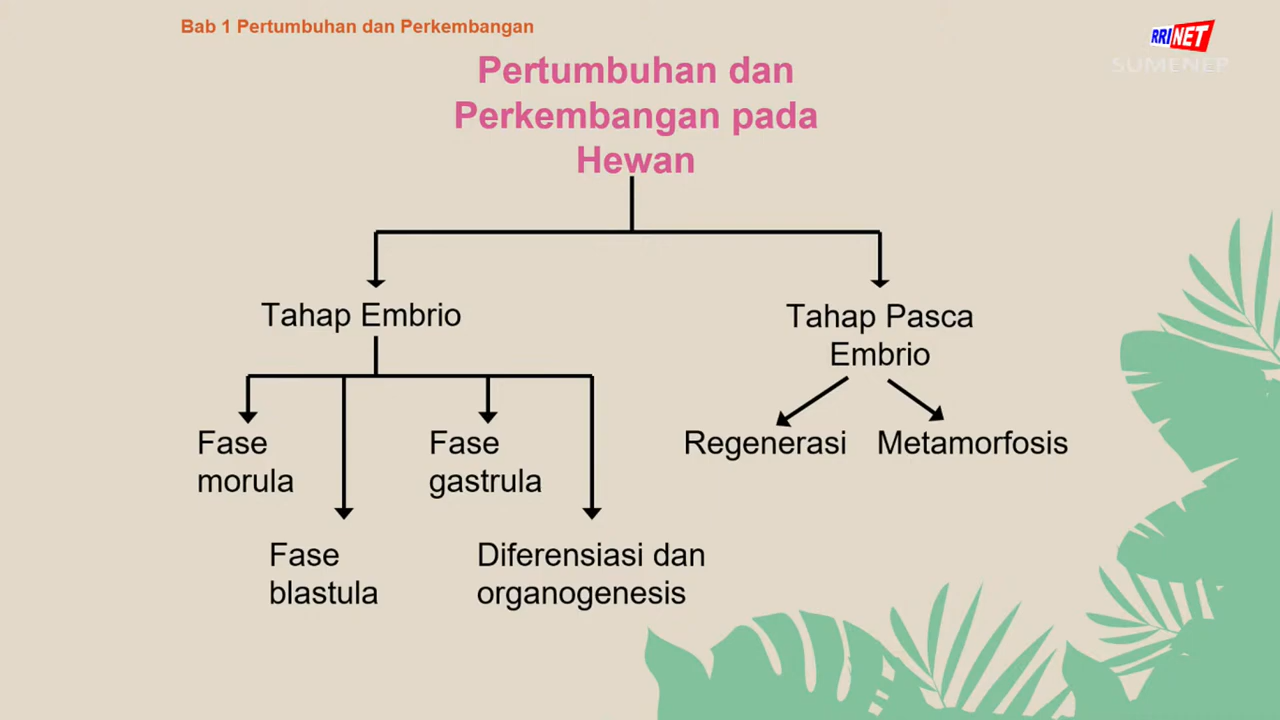 Bab 1 Pertumbuhan dan Perkembangan
RRI NET
SUMENEP
Pertumbuhan dan
Perkembangan pada
Hewan
Tahap Embrio
Tahap Pasca
Embrio
Fase
morula
Fase
gastrula
Regenerasi
Metamorfosis
Fase
blastula
Diferensiasi dan
organogenesis